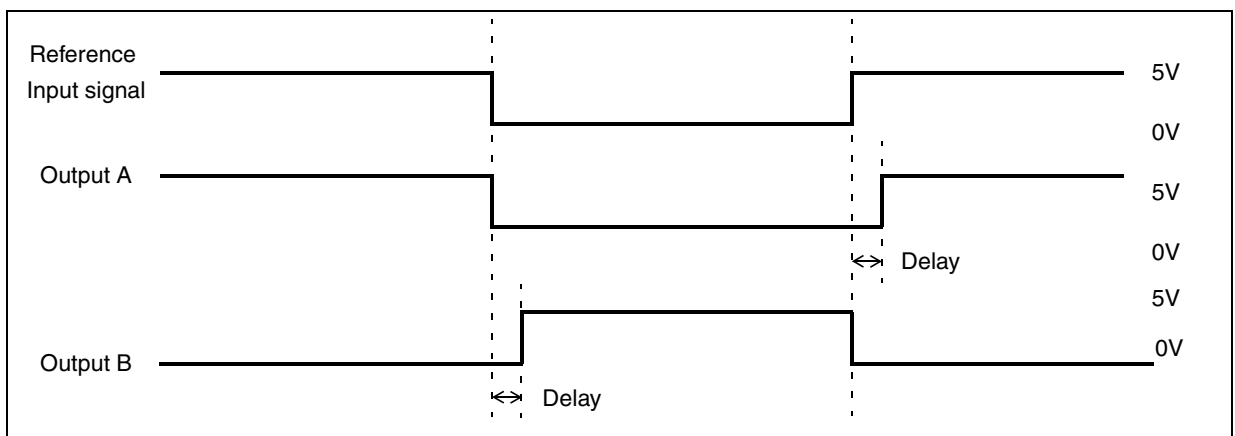 Reference
Input signal
5V
0V
Output A
5V
0V
Delay
5V
Output B
0V
Delay